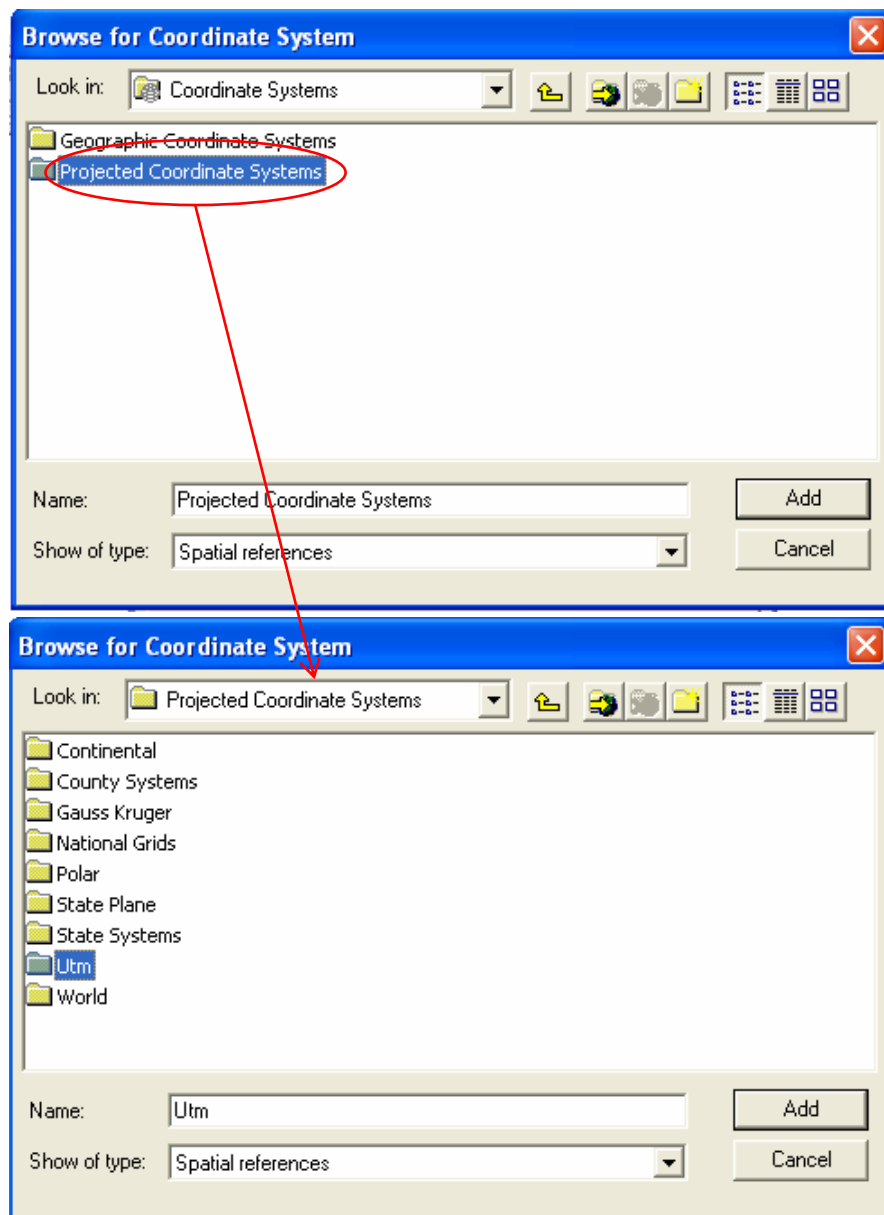 Browse for Coordinate System
Look in: Coordinate Systems
Geographic Coordinate Systems
Projected Coordinate Systems
Name: Projected Coordinate Systems Add
Show of type: Spatial references Cancel
Browse for Coordinate System
Look in: Projected Coordinate Systems
Continental
County Systems
Gauss Kruger
National Grids
Polar
State Plane
State Systems
Utm
World
Name: Utm Add
Show of type: Spatial references Cancel